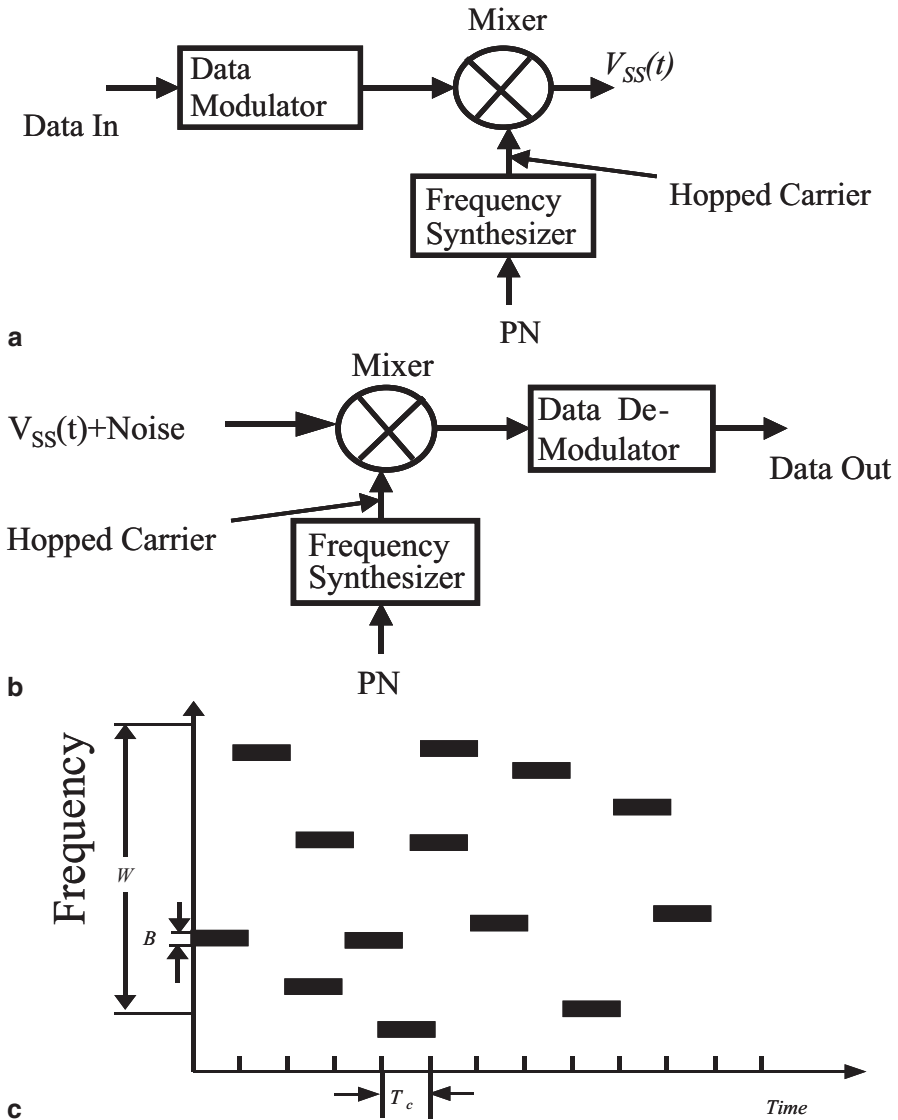 Mixer
Data
Modulator
V_SS(t)
Data In
Hopped Carrier
Frequency
Synthesizer
PN
a
Mixer
V_SS(t)+Noise
Data De-
Modulator
Data Out
Hopped Carrier
Frequency
Synthesizer
PN
b
Frequency
W
B
T_c
Time
c